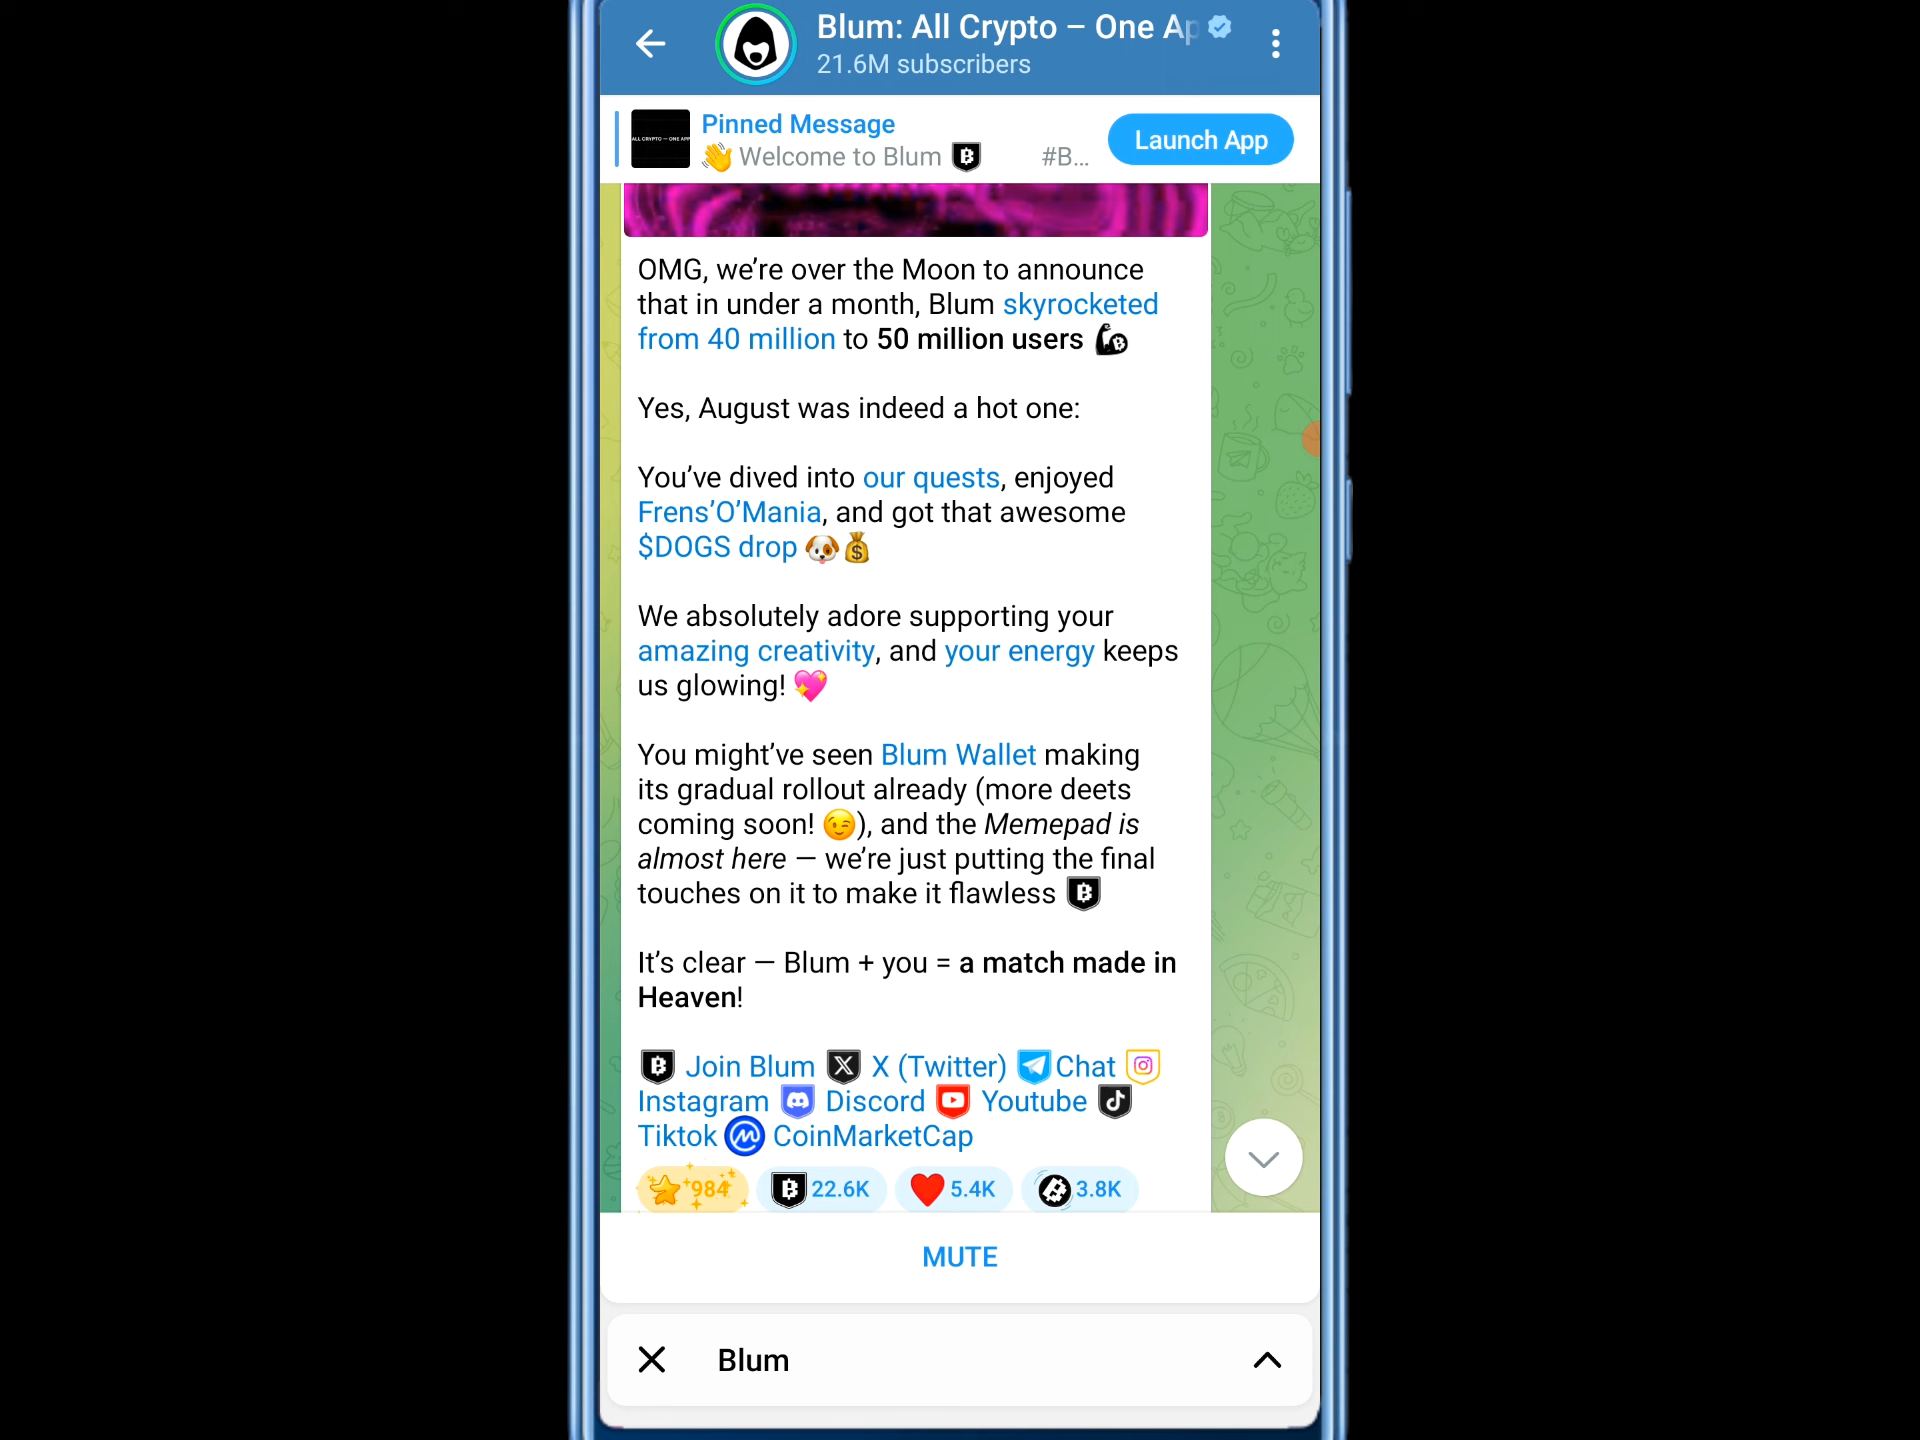 Blum: All Crypto – One Ap
21.6M subscribers
ALL CRYPTO — ONE APP
Pinned Message
👋 Welcome to Blum #B...
Launch App
OMG, we’re over the Moon to announce
that in under a month, Blum skyrocketed
from 40 million to 50 million users
Yes, August was indeed a hot one:
You’ve dived into our quests, enjoyed
Frens’O’Mania, and got that awesome
$DOGS drop 🐶💰
We absolutely adore supporting your
amazing creativity, and your energy keeps
us glowing! 💖
You might’ve seen Blum Wallet making
its gradual rollout already (more deets
coming soon! 😉), and the Memepad is
almost here — we’re just putting the final
touches on it to make it flawless
It’s clear — Blum + you = a match made in
Heaven!
Join Blum X (Twitter) Chat
Instagram Discord Youtube
Tiktok CoinMarketCap
984 22.6K 5.4K 3.8K
MUTE
Blum